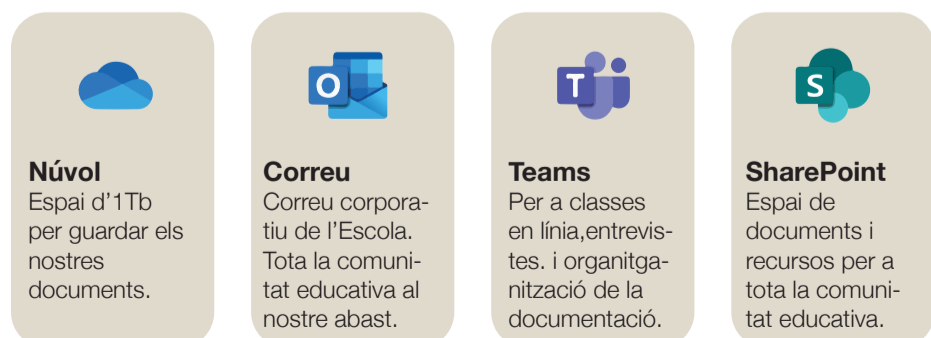 Núvol
Espai d'1Tb
per guardar els
nostres
documents.
O
Correu
Correu corpora-
tiu de l'Escola.
Tota la comuni-
tat educativa al
nostre abast.
T
Teams
Per a classes
en línia,entrevis-
tes. i organitga-
nització de la
documentació.
S
SharePoint
Espai de
documents i
recursos per a
tota la comuni-
tat educativa.